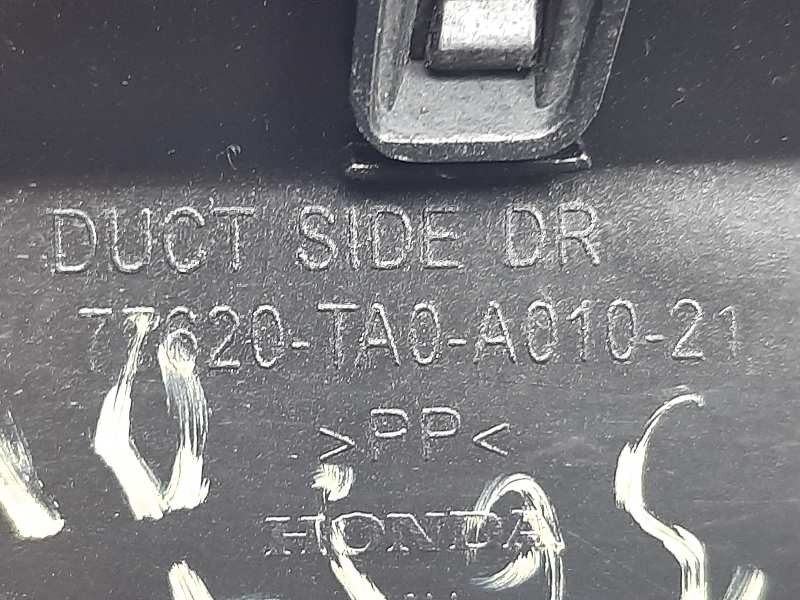 DUCT SIDE DR
77620-TA0-A010-21
>PP<
HONDA